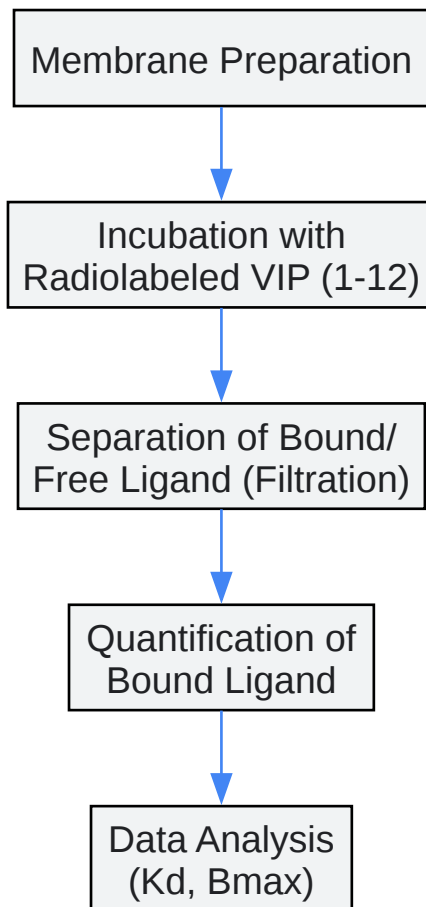 Membrane Preparation
Incubation with
Radiolabeled VIP (1-12)
Separation of Bound/
Free Ligand (Filtration)
Quantification of
Bound Ligand
Data Analysis
(Kd, Bmax)